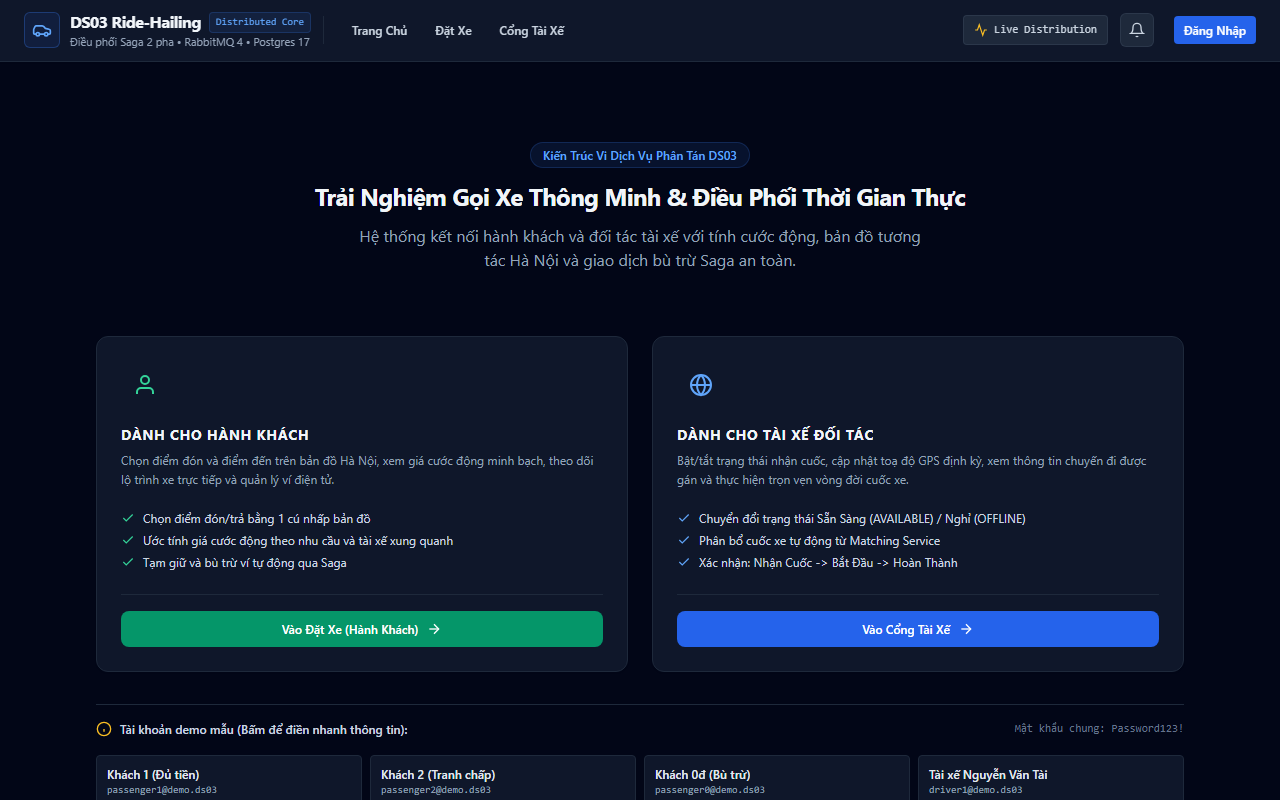 DS03 Ride-Hailing
Distributed Core
Điều phối Saga 2 pha • RabbitMQ 4 • Postgres 17
Trang Chủ
Đặt Xe
Cổng Tài Xế
Live Distribution
Đăng Nhập
Kiến Trúc Vi Dịch Vụ Phân Tán DS03
Trải Nghiệm Gọi Xe Thông Minh & Điều Phối Thời Gian Thực
Hệ thống kết nối hành khách và đối tác tài xế với tính cước động, bản đồ tương
tác Hà Nội và giao dịch bù trừ Saga an toàn.
DÀNH CHO HÀNH KHÁCH
Chọn điểm đón và điểm đến trên bản đồ Hà Nội, xem giá cước động minh bạch, theo dõi
lộ trình xe trực tiếp và quản lý ví điện tử.
Chọn điểm đón/trả bằng 1 cú nhấp bản đồ
Ước tính giá cước động theo nhu cầu và tài xế xung quanh
Tạm giữ và bù trừ ví tự động qua Saga
Vào Đặt Xe (Hành Khách)
DÀNH CHO TÀI XẾ ĐỐI TÁC
Bật/tắt trạng thái nhận cuốc, cập nhật toạ độ GPS định kỳ, xem thông tin chuyến đi được
gán và thực hiện trọn vẹn vòng đời cuốc xe.
Chuyển đổi trạng thái Sẵn Sàng (AVAILABLE) / Nghỉ (OFFLINE)
Phân bổ cuốc xe tự động từ Matching Service
Xác nhận: Nhận Cuốc -> Bắt Đầu -> Hoàn Thành
Vào Cổng Tài Xế
Tài khoản demo mẫu (Bấm để điền nhanh thông tin):
Mật khẩu chung: Password123!
Khách 1 (Đủ tiền)
passenger1@demo.ds03
Khách 2 (Tranh chấp)
passenger2@demo.ds03
Khách 0đ (Bù trừ)
passenger0@demo.ds03
Tài xế Nguyễn Văn Tài
driver1@demo.ds03